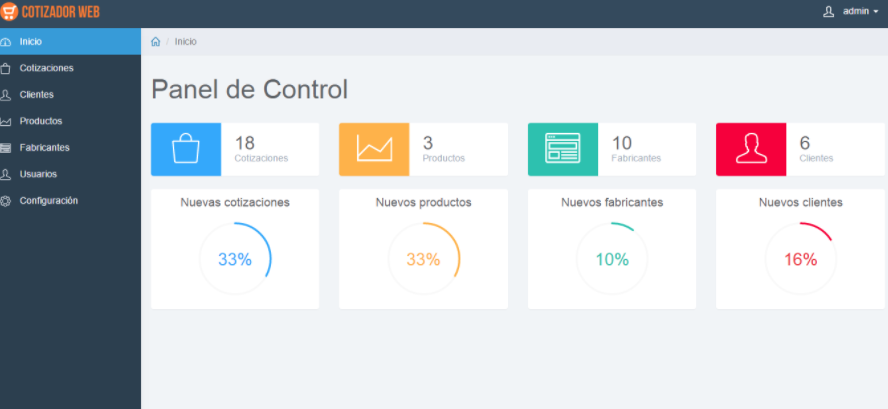 COTIZADOR WEB
admin
Inicio
Cotizaciones
Clientes
Productos
Fabricantes
Usuarios
Configuración
/ Inicio
Panel de Control
18
Cotizaciones
3
Productos
10
Fabricantes
6
Clientes
Nuevas cotizaciones
33%
Nuevos productos
33%
Nuevos fabricantes
10%
Nuevos clientes
16%